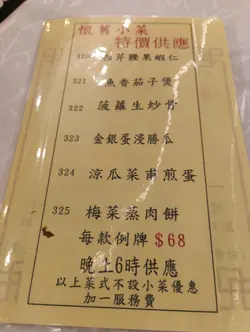 懷舊小菜
特價供應
320 西芹腰果蝦仁
321 魚香茄子煲
322 菠蘿生炒骨
323 金銀蛋浸勝瓜
324 涼瓜菜甫煎蛋
325 梅菜蒸肉餅
每款例牌 $68
晚上6時供應
以上菜式不設小菜優惠
加一服務費